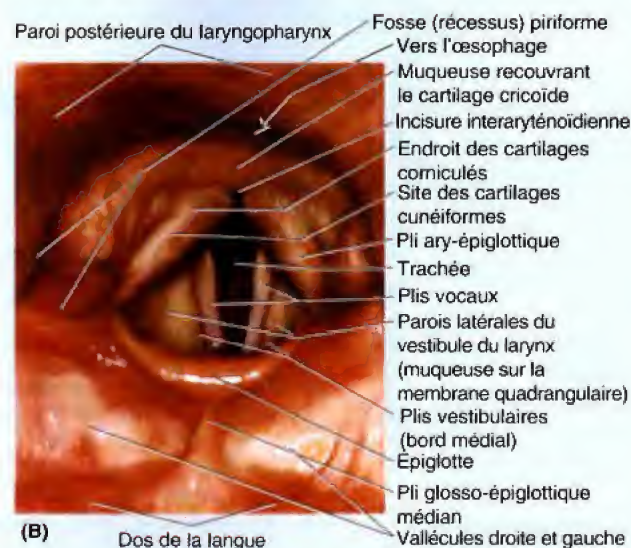 Paroi postérieure du laryngopharynx
Fosse (récessus) piriforme
Vers l'œsophage
Muqueuse recouvrant
le cartilage cricoïde
Incisure interaryténoïdienne
Endroit des cartilages
corniculés
Site des cartilages
cunéiformes
Pli ary-épiglottique
Trachée
Plis vocaux
Parois latérales du
vestibule du larynx
(muqueuse sur la
membrane quadrangulaire)
Plis vestibulaires
(bord médial)
Epiglotte
Pli glosso-épiglottique
médian
Vallécules droite et gauche
(B)
Dos de la langue